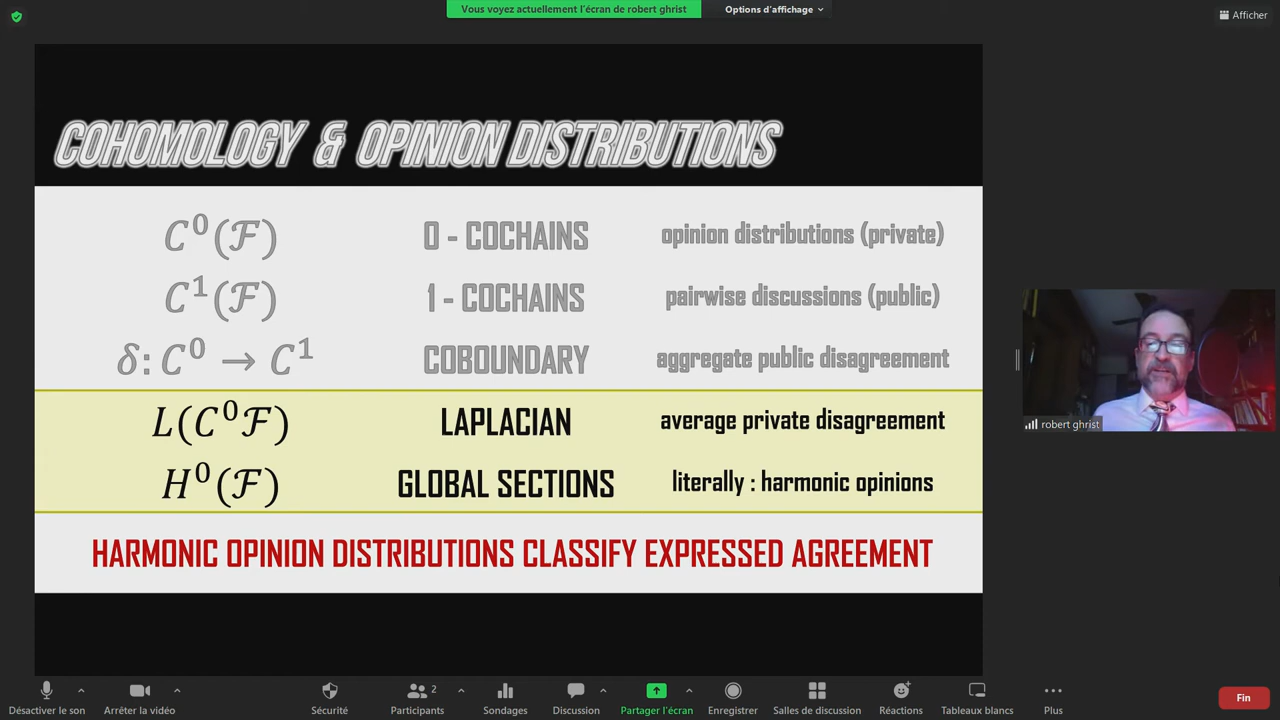 Vous voyez actuellement l'écran de robert ghrist
Options d'affichage
Afficher
COHOMOLOGY & OPINION DISTRIBUTIONS
C⁰(ℱ) 0 - COCHAINS opinion distributions (private)
C¹(ℱ) 1 - COCHAINS pairwise discussions (public)
δ: C⁰ → C¹ COBOUNDARY aggregate public disagreement
L(C⁰ℱ) LAPLACIAN average private disagreement
H⁰(ℱ) GLOBAL SECTIONS literally : harmonic opinions
HARMONIC OPINION DISTRIBUTIONS CLASSIFY EXPRESSED AGREEMENT
robert ghrist
2
Désactiver le son
Arrêter la vidéo
Sécurité
Participants
Sondages
Discussion
Partager l'écran
Enregistrer
Salles de discussion
Réactions
Tableaux blancs
Plus
Fin